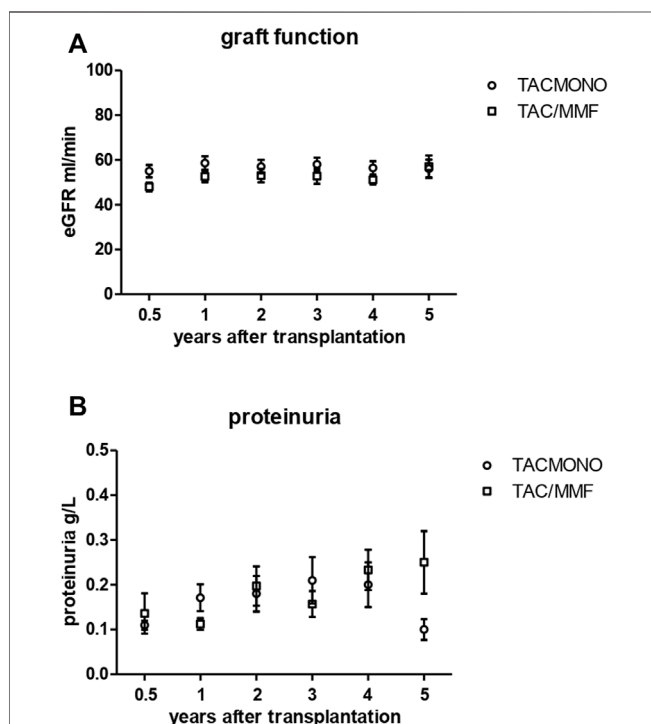 A
graft function
100
80
60
40
20
0
eGFR ml/min
0.5 1 2 3 4 5
years after transplantation
TACMONO
TAC/MMF
B
proteinuria
0.5
0.4
0.3
0.2
0.1
0.0
proteinuria g/L
0.5 1 2 3 4 5
years after transplantation
TACMONO
TAC/MMF